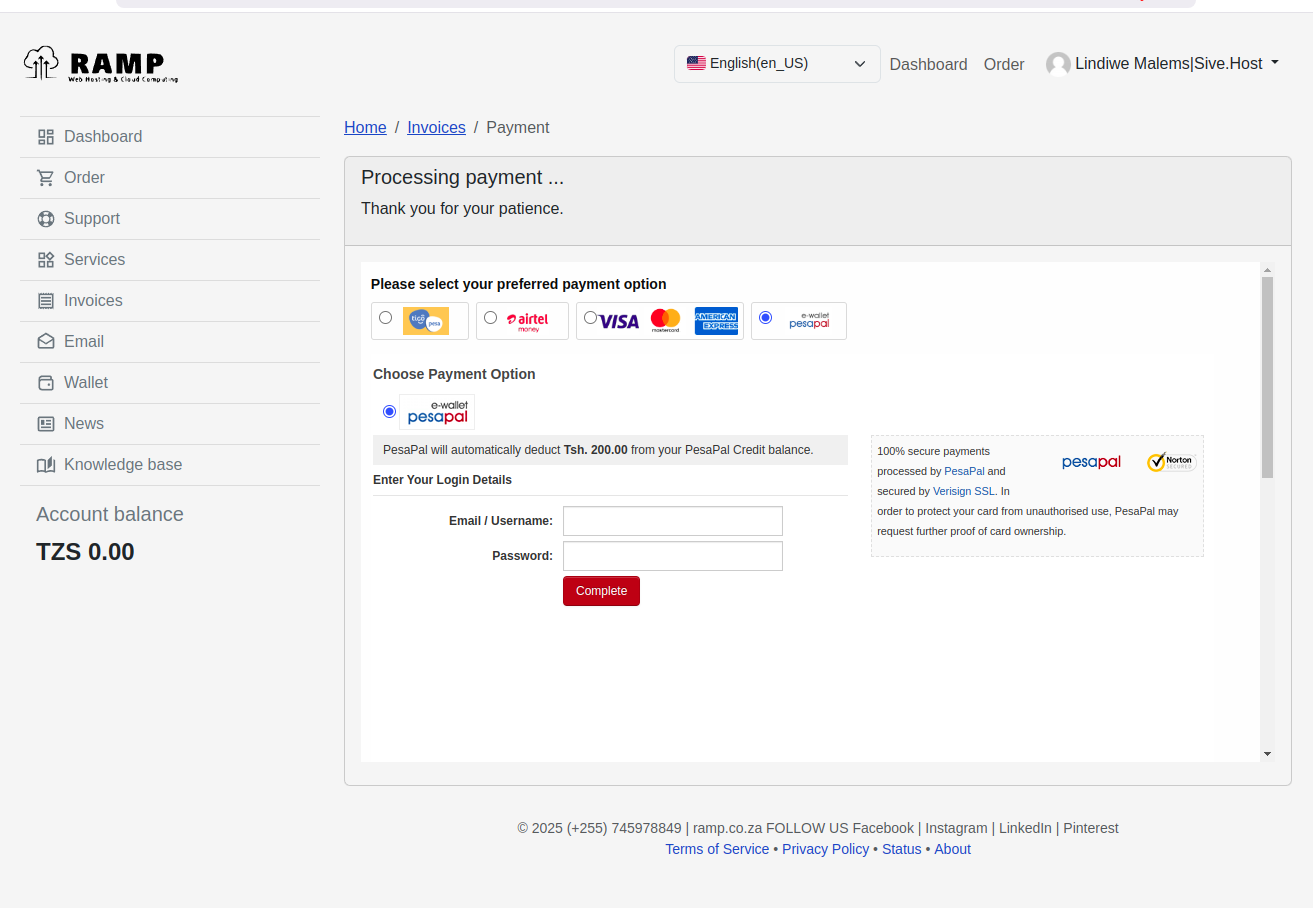 RAMP
Web Hosting & Cloud Computing
English(en_US)
Dashboard
Order
Lindiwe Malems|Sive.Host
Dashboard
Order
Support
Services
Invoices
Email
Wallet
News
Knowledge base
Account balance
TZS 0.00
Home / Invoices / Payment
Processing payment ...
Thank you for your patience.
Please select your preferred payment option
tigo pesa
airtel money
VISA
mastercard
AMERICAN EXPRESS
e-wallet
pesapal
Choose Payment Option
e-wallet
pesapal
PesaPal will automatically deduct Tsh. 200.00 from your PesaPal Credit balance.
Enter Your Login Details
Email / Username:
Password:
Complete
100% secure payments
processed by PesaPal and
secured by Verisign SSL. In
order to protect your card from unauthorised use, PesaPal may
request further proof of card ownership.
pesapal
Norton
SECURED
© 2025 (+255) 745978849 | ramp.co.za FOLLOW US Facebook | Instagram | LinkedIn | Pinterest
Terms of Service • Privacy Policy • Status • About